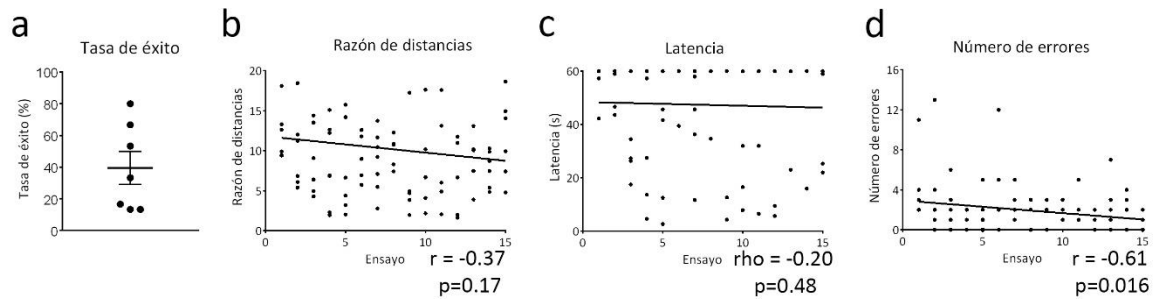 a
Tasa de éxito
Tasa de éxito (%)
100
80
60
40
20
0
b
Razón de distancias
Razón de distancias
20
15
10
5
0
0
5
10
15
Ensayo
r = -0.37
p=0.17
c
Latencia
Latencia (s)
60
40
20
0
0
5
10
15
Ensayo
rho = -0.20
p=0.48
d
Número de errores
Número de errores
16
12
8
4
0
0
5
10
15
Ensayo
r = -0.61
p=0.016